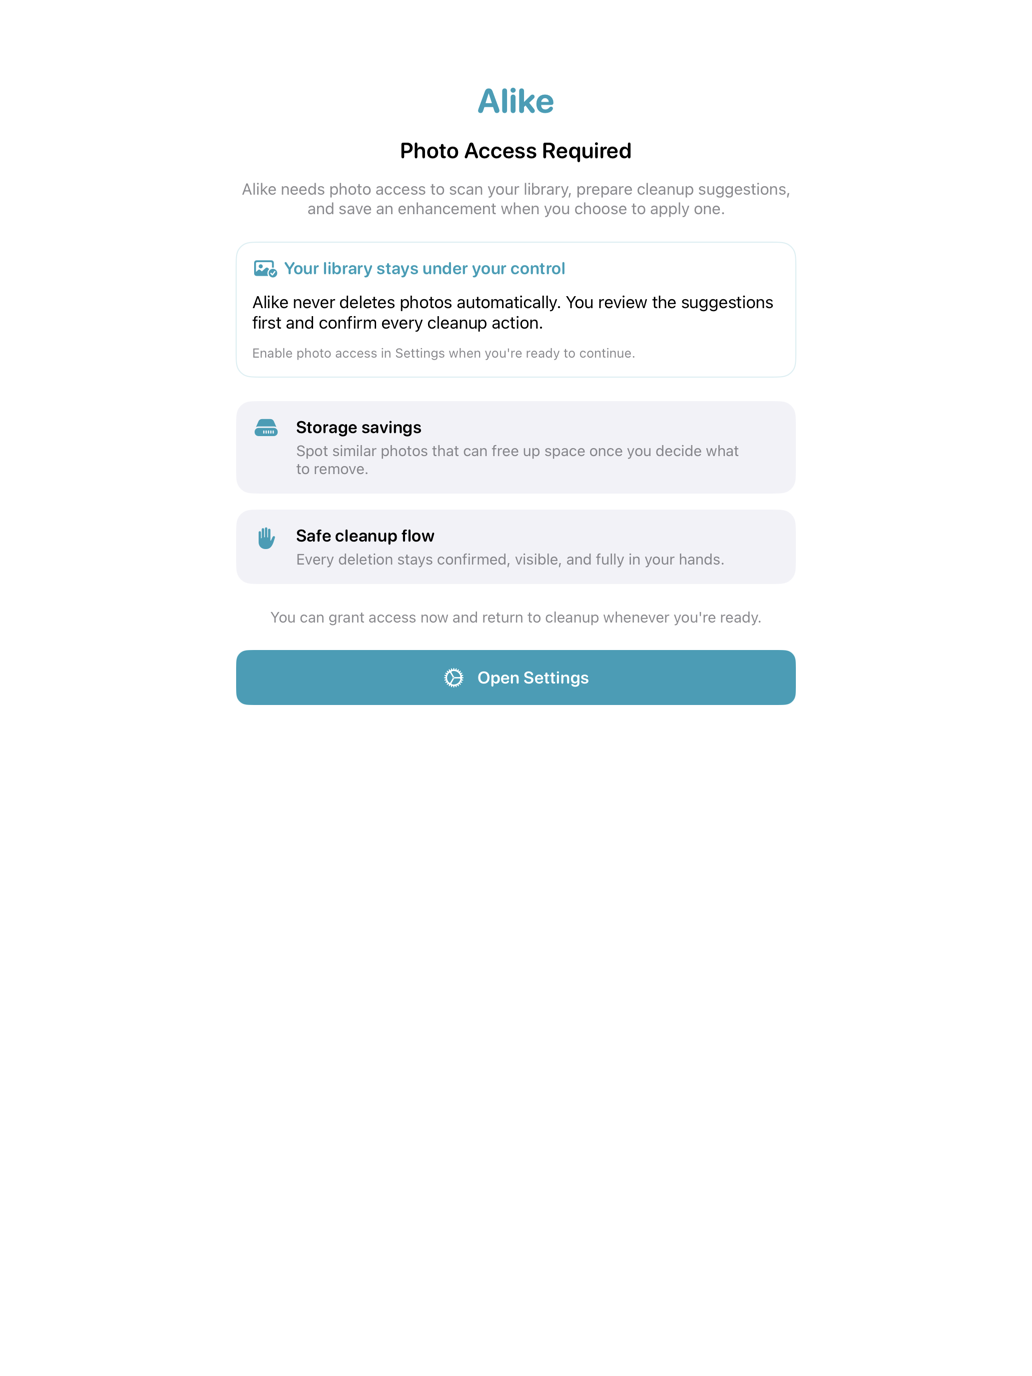 Alike
Photo Access Required
Alike needs photo access to scan your library, prepare cleanup suggestions,
and save an enhancement when you choose to apply one.
Your library stays under your control
Alike never deletes photos automatically. You review the suggestions
first and confirm every cleanup action.
Enable photo access in Settings when you're ready to continue.
Storage savings
Spot similar photos that can free up space once you decide what
to remove.
Safe cleanup flow
Every deletion stays confirmed, visible, and fully in your hands.
You can grant access now and return to cleanup whenever you're ready.
Open Settings